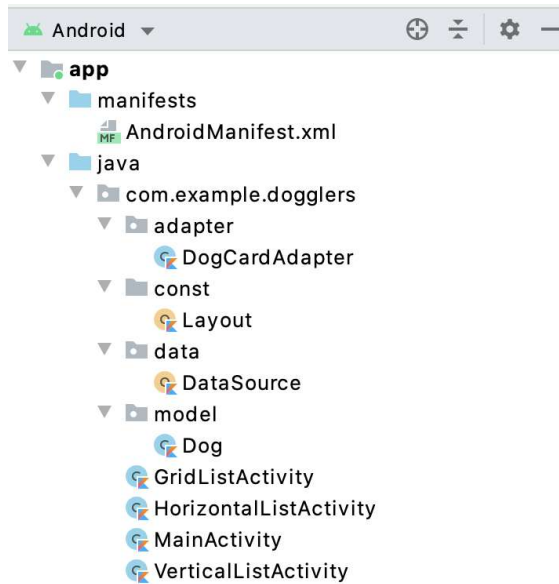 Android
app
manifests
MF AndroidManifest.xml
java
com.example.dogglers
adapter
DogCardAdapter
const
Layout
data
DataSource
model
Dog
GridListActivity
HorizontalListActivity
MainActivity
VerticalListActivity